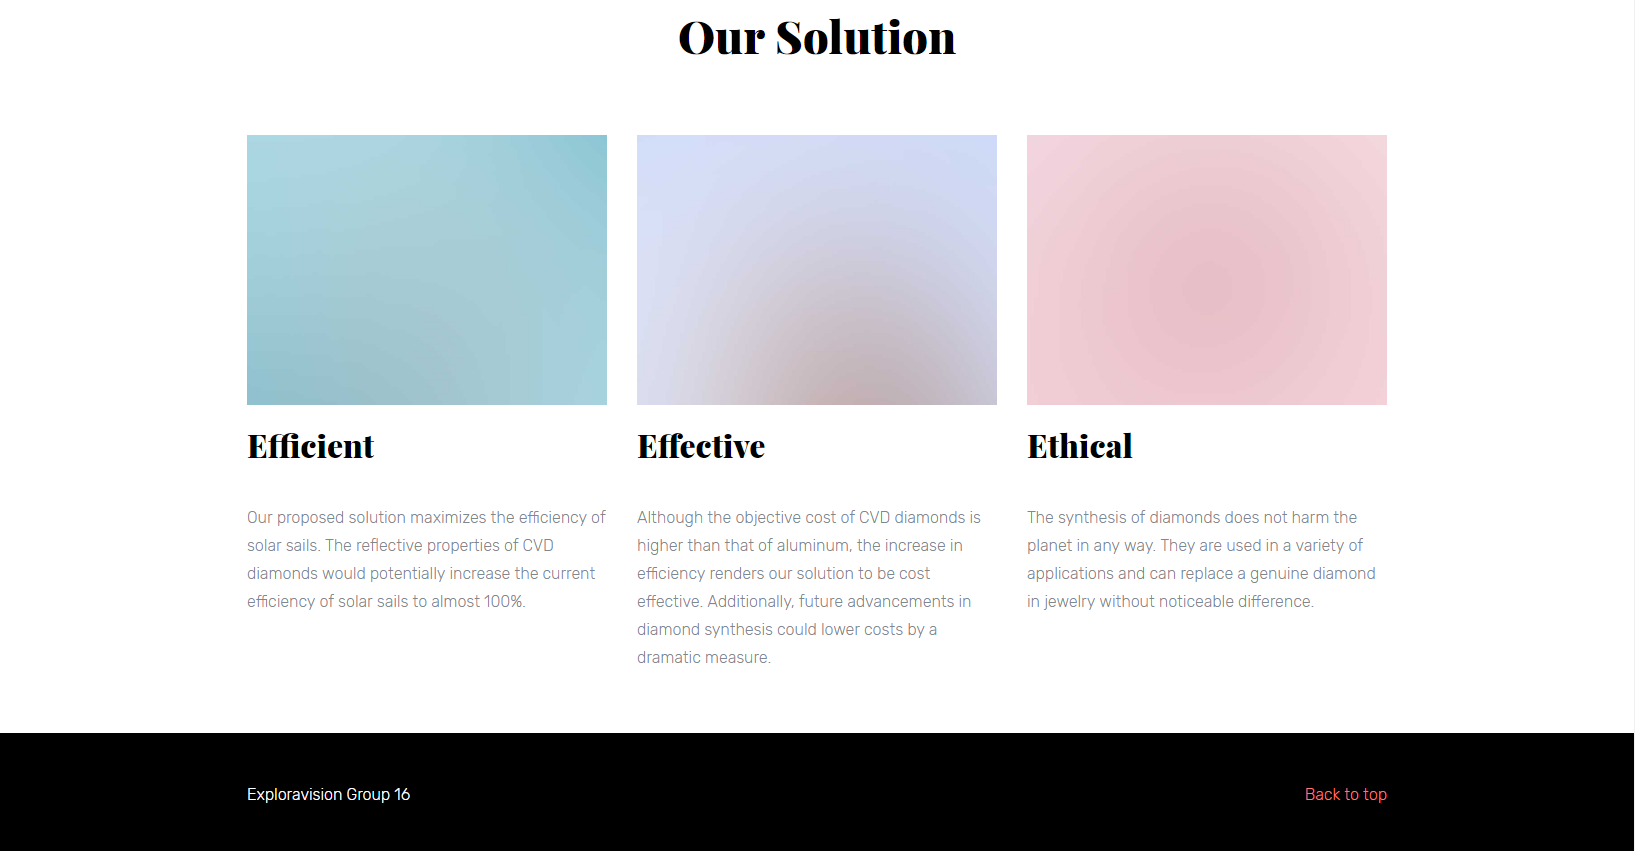 Our Solution
Efficient
Our proposed solution maximizes the efficiency of
solar sails. The reflective properties of CVD
diamonds would potentially increase the current
efficiency of solar sails to almost 100%.
Effective
Although the objective cost of CVD diamonds is
higher than that of aluminum, the increase in
efficiency renders our solution to be cost
effective. Additionally, future advancements in
diamond synthesis could lower costs by a
dramatic measure.
Ethical
The synthesis of diamonds does not harm the
planet in any way. They are used in a variety of
applications and can replace a genuine diamond
in jewelry without noticeable difference.
Exploravision Group 16
Back to top